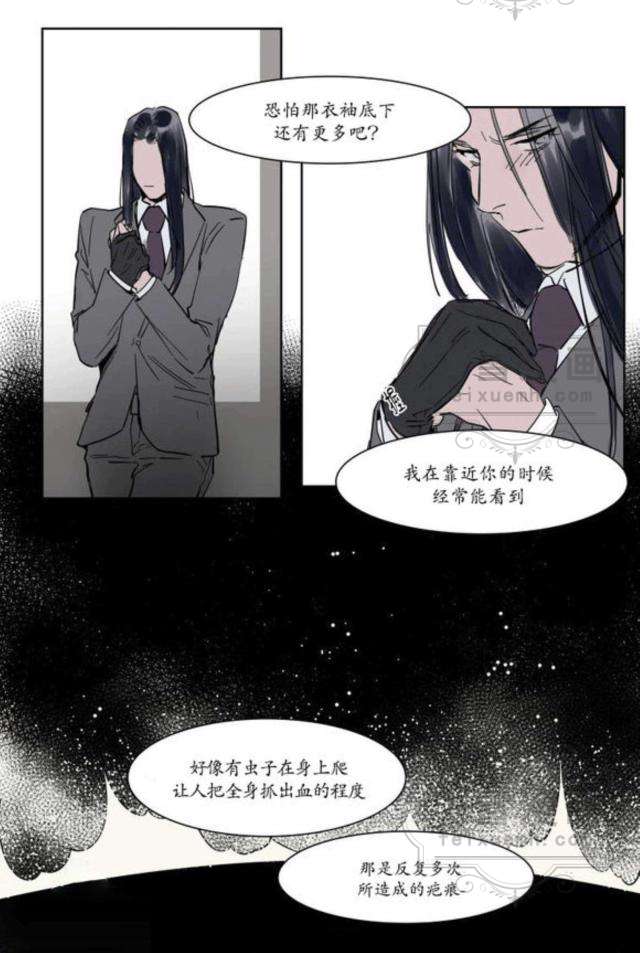 恐怕那衣袖底下
还有更多吧?
我在靠近你的时候
经常能看到
好像有虫子在身上爬
让人把全身抓出血的程度
那是反复多次
所造成的疤痕-